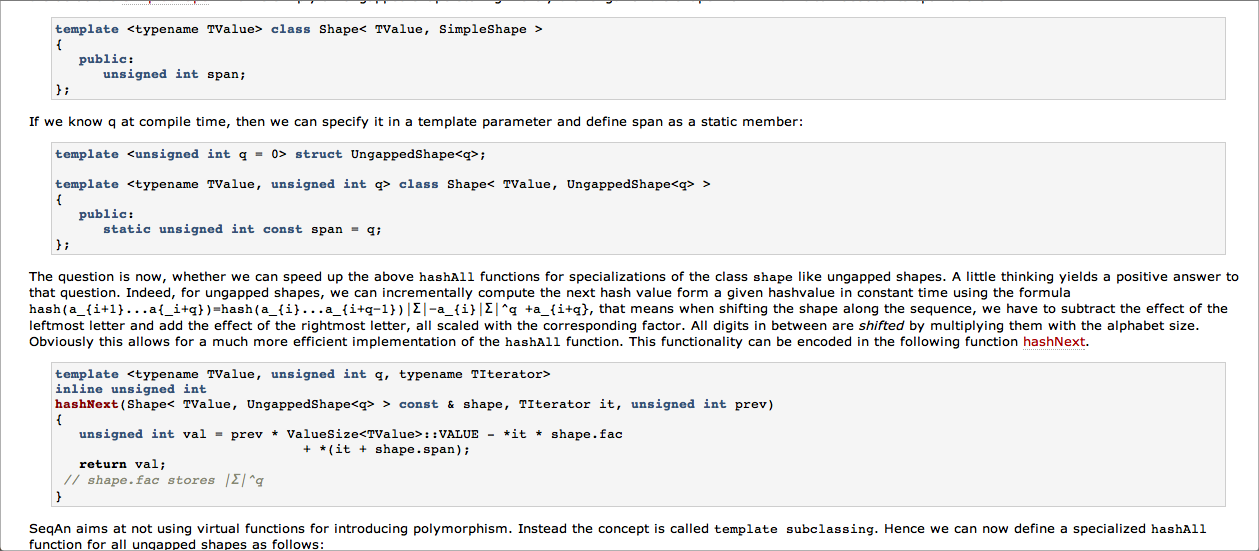 template <typename TValue> class Shape< TValue, SimpleShape >
{
public:
unsigned int span;
};
If we know q at compile time, then we can specify it in a template parameter and define span as a static member:
template <unsigned int q = 0> struct UngappedShape<q>;
template <typename TValue, unsigned int q> class Shape< TValue, UngappedShape<q> >
{
public:
static unsigned int const span = q;
};
The question is now, whether we can speed up the above hashAll functions for specializations of the class shape like ungapped shapes. A little thinking yields a positive answer to
that question. Indeed, for ungapped shapes, we can incrementally compute the next hash value form a given hashvalue in constant time using the formula
hash(a_{i+1}...a{_i+q})=hash(a_{i}...a_{i+q-1})|Σ|-a_{i}|Σ|^q +a_{i+q}, that means when shifting the shape along the sequence, we have to subtract the effect of the
leftmost letter and add the effect of the rightmost letter, all scaled with the corresponding factor. All digits in between are shifted by multiplying them with the alphabet size.
Obviously this allows for a much more efficient implementation of the hashAll function. This functionality can be encoded in the following function hashNext.
template <typename TValue, unsigned int q, typename TIterator>
inline unsigned int
hashNext(Shape< TValue, UngappedShape<q> > const & shape, TIterator it, unsigned int prev)
{
unsigned int val = prev * ValueSize<TValue>::VALUE - *it * shape.fac
+ *(it + shape.span);
return val;
// shape.fac stores |Σ|^q
}
SeqAn aims at not using virtual functions for introducing polymorphism. Instead the concept is called template subclassing. Hence we can now define a specialized hashAll
function for all ungapped shapes as follows: